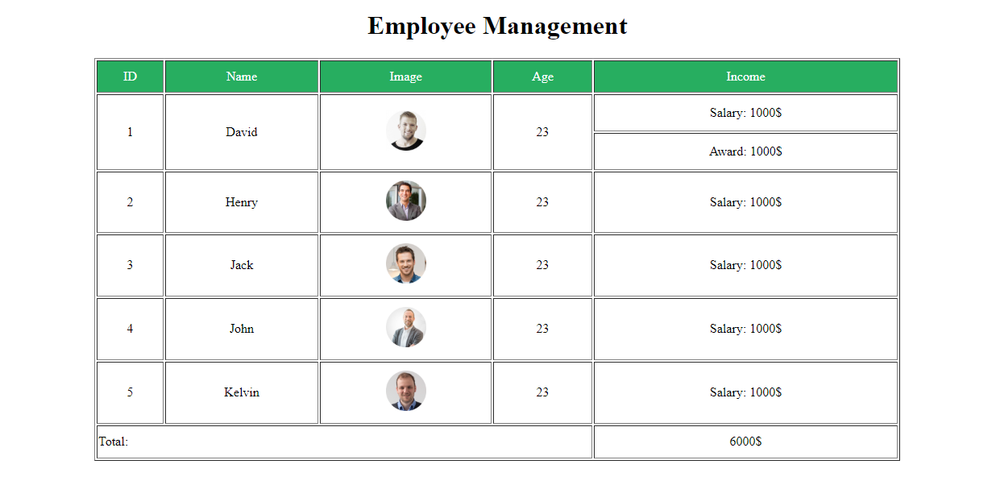 Employee Management
ID Name Image Age Income
1 David 23 Salary: 1000$
Award: 1000$
2 Henry 23 Salary: 1000$
3 Jack 23 Salary: 1000$
4 John 23 Salary: 1000$
5 Kelvin 23 Salary: 1000$
Total: 6000$